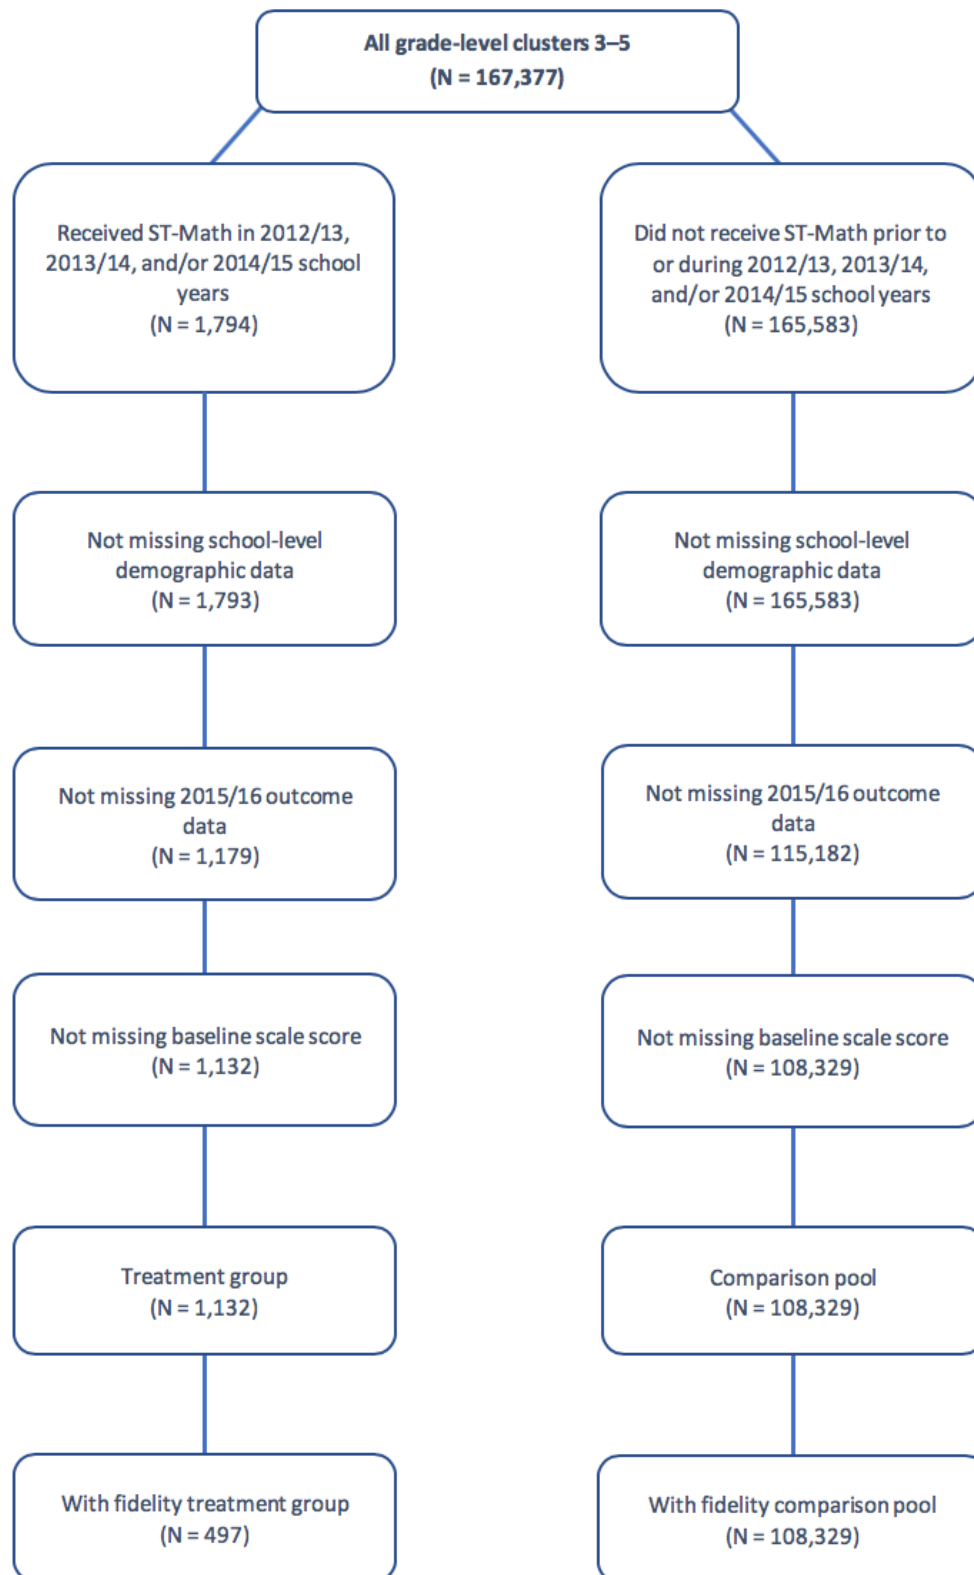 All grade-level clusters 3–5
(N = 167,377)
Received ST-Math in 2012/13,
2013/14, and/or 2014/15 school
years
(N = 1,794)
Did not receive ST-Math prior to
or during 2012/13, 2013/14,
and/or 2014/15 school years
(N = 165,583)
Not missing school-level
demographic data
(N = 1,793)
Not missing school-level
demographic data
(N = 165,583)
Not missing 2015/16 outcome
data
(N = 1,179)
Not missing 2015/16 outcome
data
(N = 115,182)
Not missing baseline scale score
(N = 1,132)
Not missing baseline scale score
(N = 108,329)
Treatment group
(N = 1,132)
Comparison pool
(N = 108,329)
With fidelity treatment group
(N = 497)
With fidelity comparison pool
(N = 108,329)